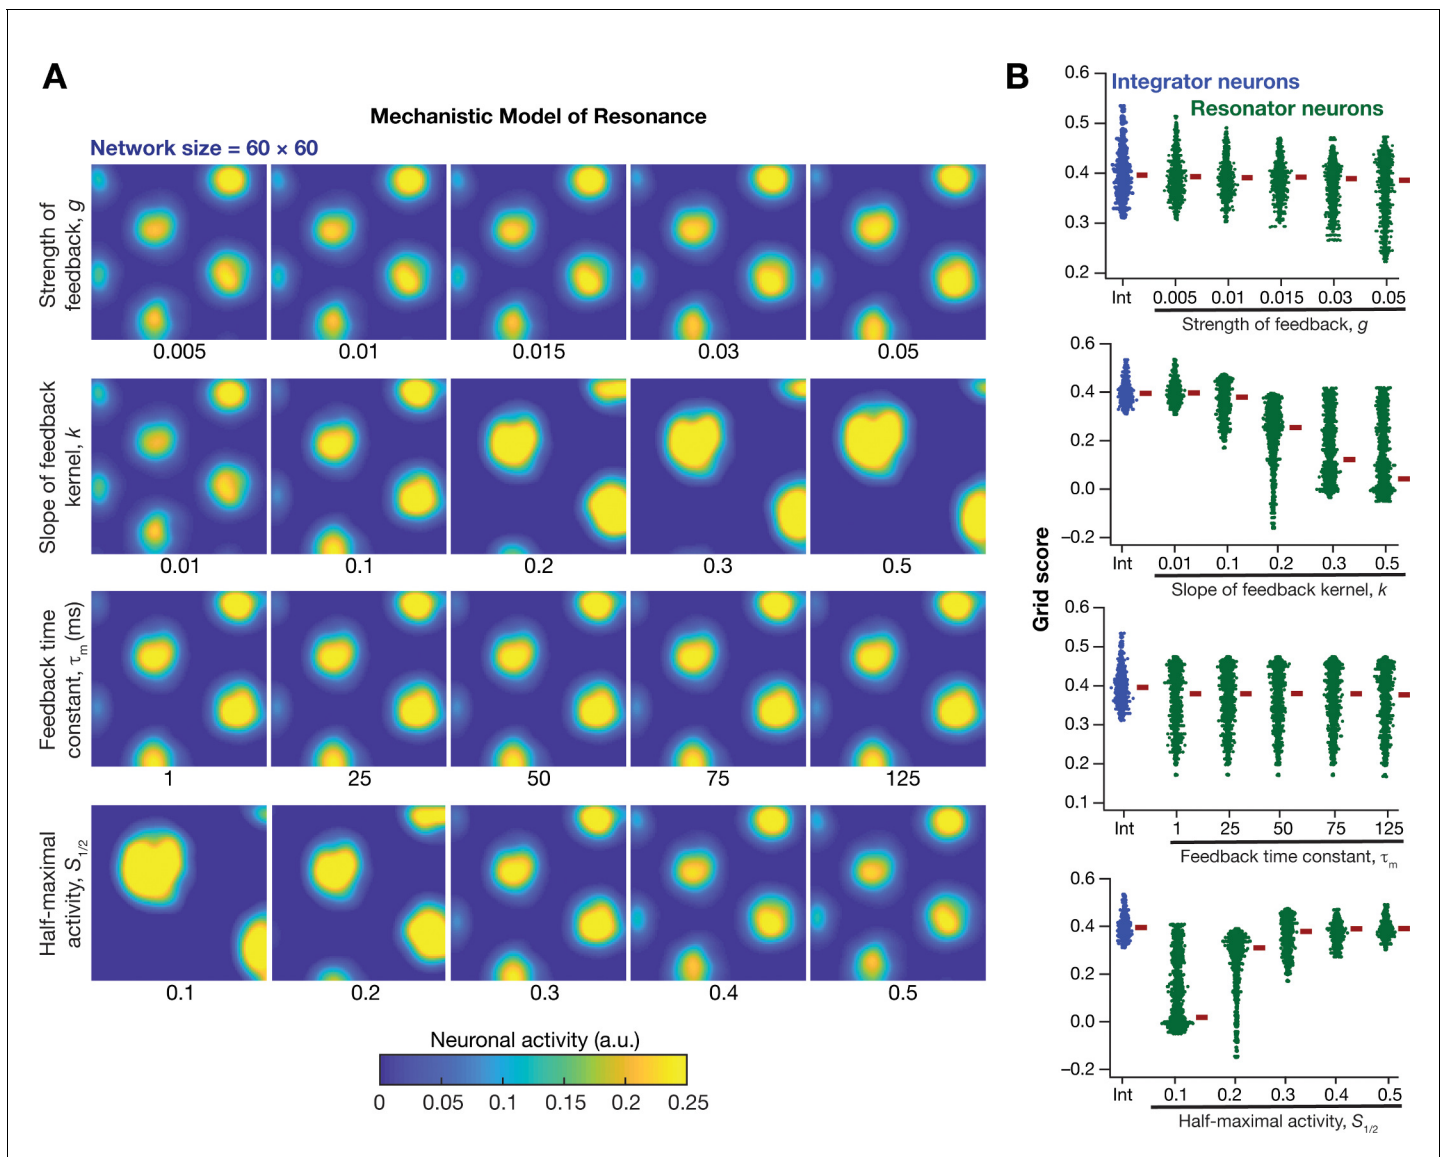 A
Mechanistic Model of Resonance
Network size = 60 × 60
Strength of
feedback, g
0.005 0.01 0.015 0.03 0.05
Slope of feedback
kernel, k
0.01 0.1 0.2 0.3 0.5
Feedback time
constant, τm (ms)
1 25 50 75 125
Half-maximal
activity, S1/2
0.1 0.2 0.3 0.4 0.5
Neuronal activity (a.u.)
0 0.05 0.1 0.15 0.2 0.25
B
Grid score
Integrator neurons
Resonator neurons
0.6
0.5
0.4
0.3
0.2
Int 0.005 0.01 0.015 0.03 0.05
Strength of feedback, g
0.6
0.4
0.2
0.0
−0.2
Int 0.01 0.1 0.2 0.3 0.5
Slope of feedback kernel, k
0.6
0.5
0.4
0.3
0.2
0.1
Int 1 25 50 75 125
Feedback time constant, τm
0.6
0.4
0.2
0.0
−0.2
Int 0.1 0.2 0.3 0.4 0.5
Half-maximal activity, S1/2